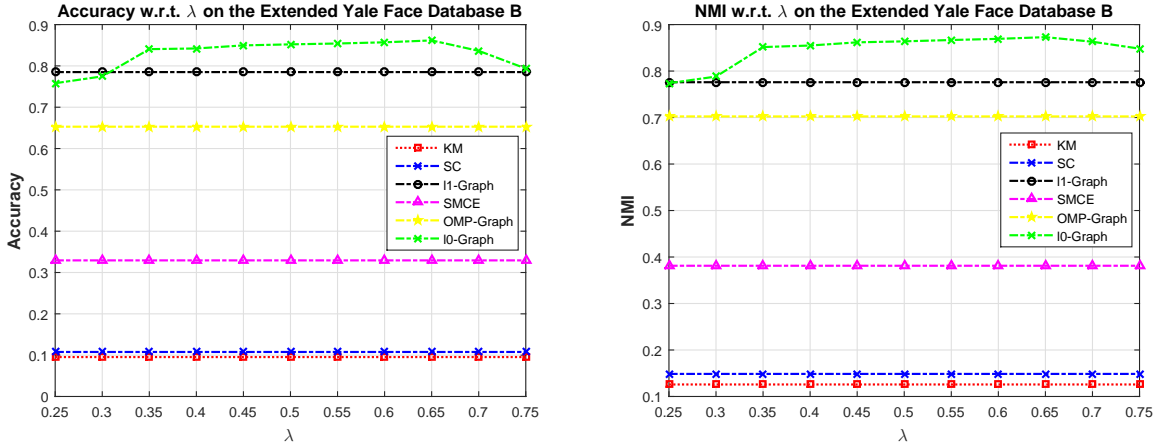 Accuracy w.r.t. λ on the Extended Yale Face Database B
0.9
0.8
0.7
0.6
0.5
0.4
0.3
0.2
0.1
0
Accuracy
KM
SC
l1-Graph
SMCE
OMP-Graph
l0-Graph
0.25 0.3 0.35 0.4 0.45 0.5 0.55 0.6 0.65 0.7 0.75
λ
NMI w.r.t. λ on the Extended Yale Face Database B
0.9
0.8
0.7
0.6
0.5
0.4
0.3
0.2
0.1
NMI
KM
SC
l1-Graph
SMCE
OMP-Graph
l0-Graph
0.25 0.3 0.35 0.4 0.45 0.5 0.55 0.6 0.65 0.7 0.75
λ